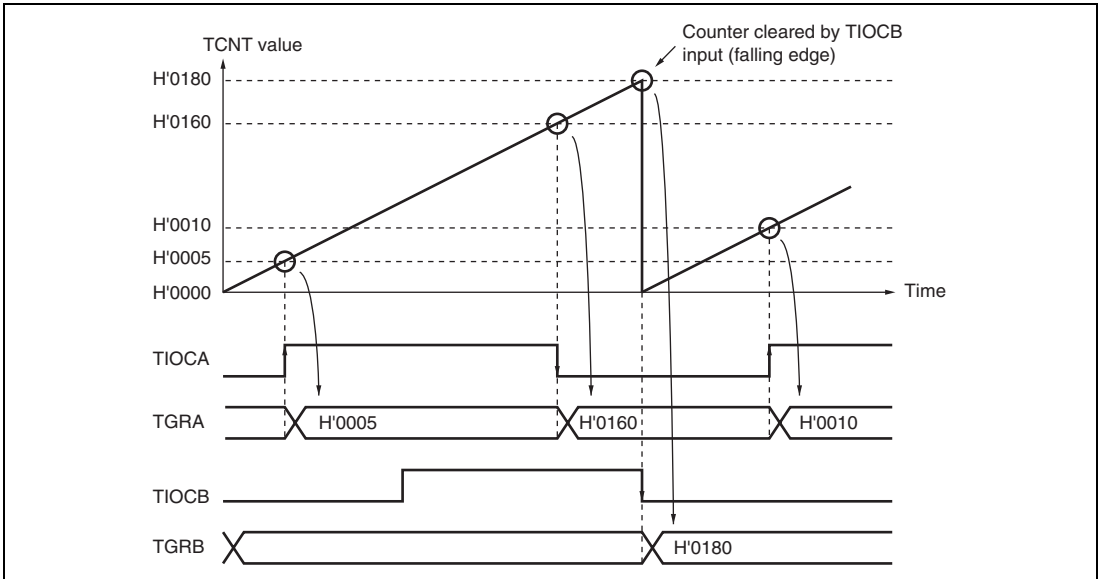 Counter cleared by TIOCB
input (falling edge)
TCNT value
H'0180
H'0160
H'0010
H'0005
H'0000
Time
TIOCA
TGRA
H'0005
H'0160
H'0010
TIOCB
TGRB
H'0180